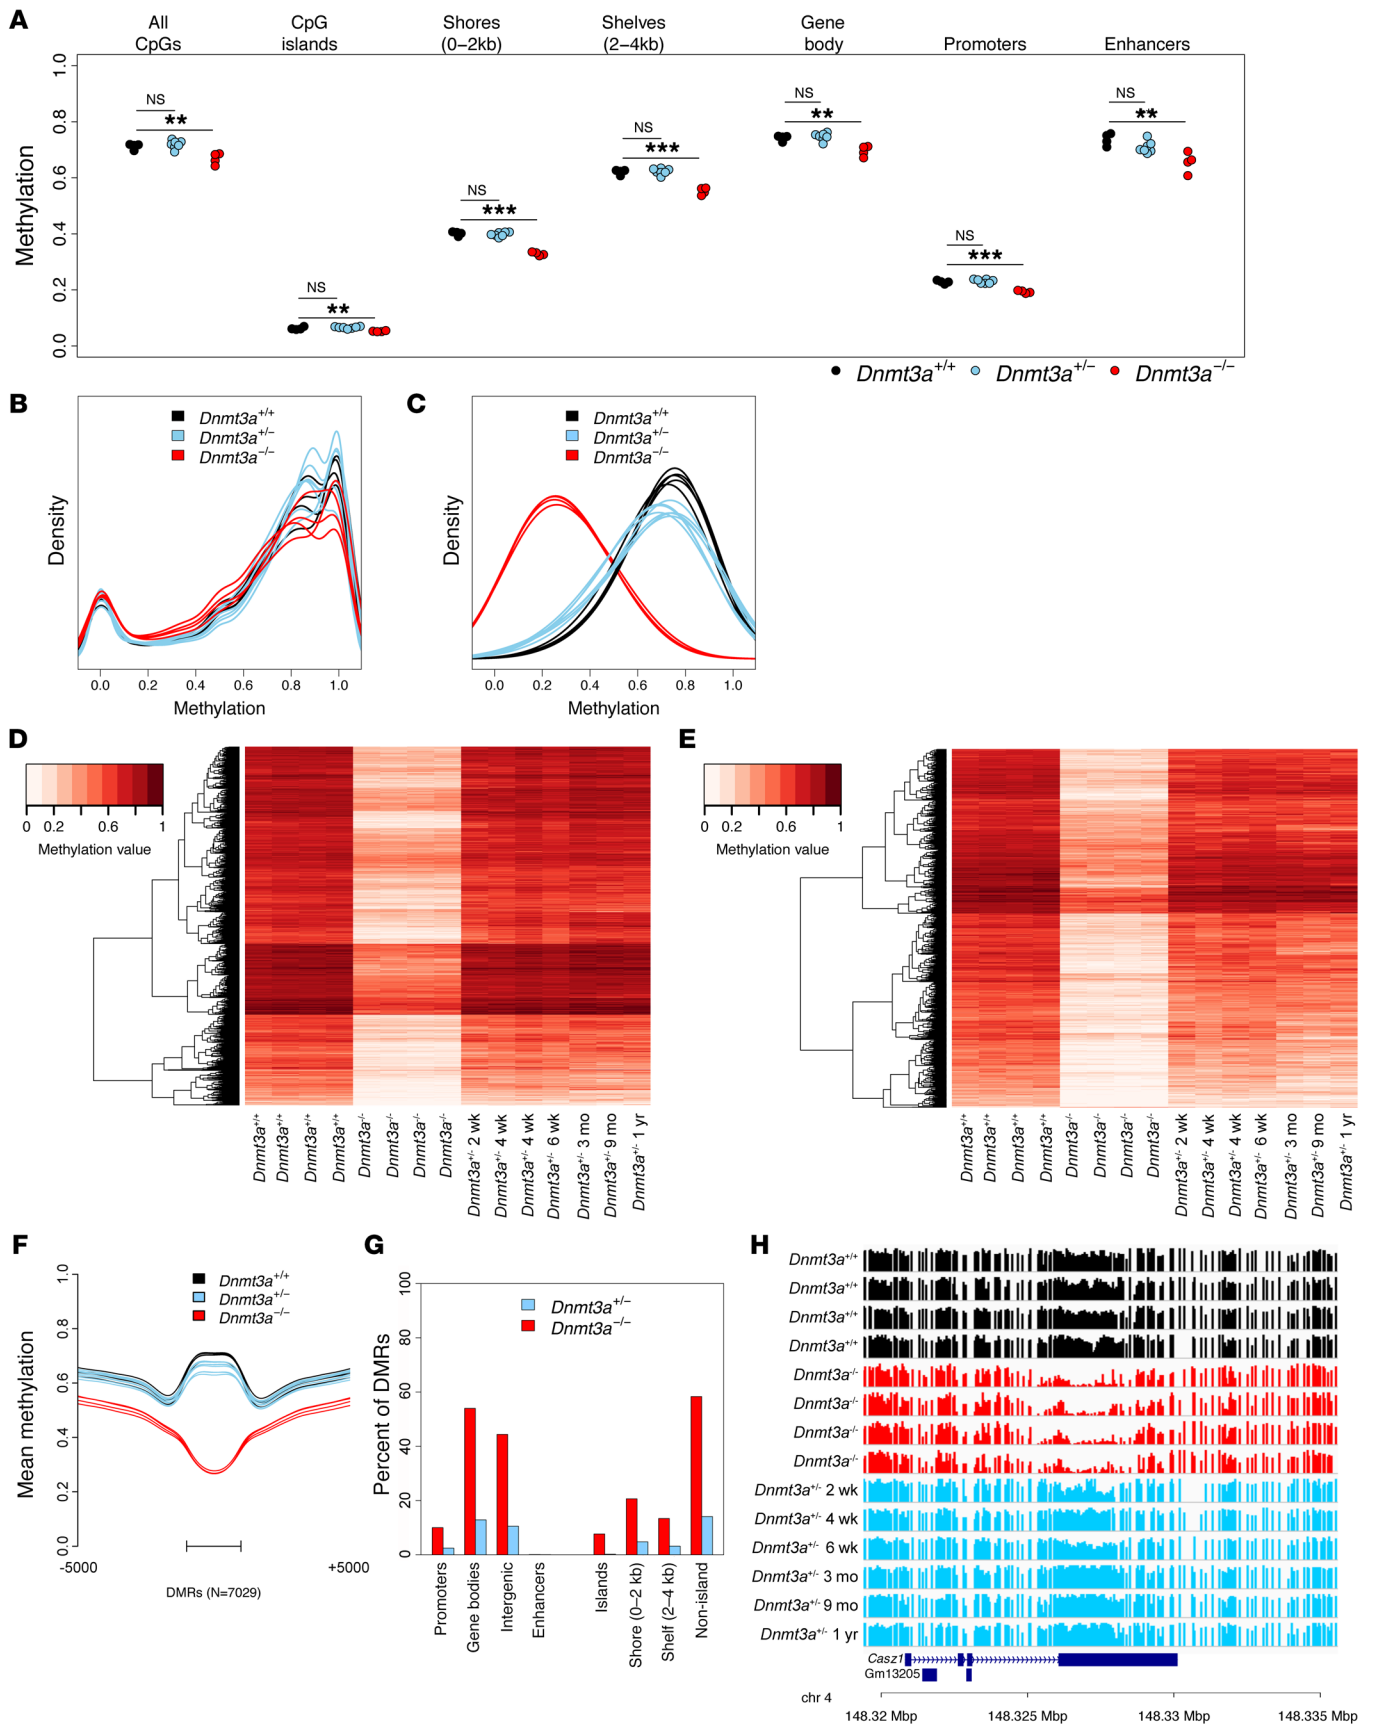 A
All CpGs
CpG islands
Shores (0–2kb)
Shelves (2–4kb)
Gene body
Promoters
Enhancers
Methylation
0.0 0.2 0.4 0.6 0.8 1.0
NS
**
NS
**
NS
***
NS
***
NS
**
NS
***
NS
**
Dnmt3a+/+ Dnmt3a+/– Dnmt3a–/–
B
Dnmt3a+/+
Dnmt3a+/–
Dnmt3a–/–
Density
0.0 0.2 0.4 0.6 0.8 1.0
Methylation
C
Dnmt3a+/+
Dnmt3a+/–
Dnmt3a–/–
Density
0.0 0.2 0.4 0.6 0.8 1.0
Methylation
D
0 0.2 0.6 1
Methylation value
Dnmt3a+/+
Dnmt3a+/+
Dnmt3a+/+
Dnmt3a+/+
Dnmt3a-/-
Dnmt3a-/-
Dnmt3a-/-
Dnmt3a-/-
Dnmt3a+/- 2 wk
Dnmt3a+/- 4 wk
Dnmt3a+/- 4 wk
Dnmt3a+/- 6 wk
Dnmt3a+/- 3 mo
Dnmt3a+/- 9 mo
Dnmt3a+/- 1 yr
E
0 0.2 0.6 1
Methylation value
Dnmt3a+/+
Dnmt3a+/+
Dnmt3a+/+
Dnmt3a+/+
Dnmt3a-/-
Dnmt3a-/-
Dnmt3a-/-
Dnmt3a-/-
Dnmt3a+/- 2 wk
Dnmt3a+/- 4 wk
Dnmt3a+/- 4 wk
Dnmt3a+/- 6 wk
Dnmt3a+/- 3 mo
Dnmt3a+/- 9 mo
Dnmt3a+/- 1 yr
F
Dnmt3a+/+
Dnmt3a+/–
Dnmt3a–/–
Mean methylation
0.0 0.2 0.4 0.6 0.8 1.0
-5000 +5000
DMRs (N=7029)
G
Dnmt3a+/–
Dnmt3a–/–
Percent of DMRs
0 20 40 60 80 100
Promoters
Gene bodies
Intergenic
Enhancers
Islands
Shore (0–2 kb)
Shelf (2–4 kb)
Non-island
H
Dnmt3a+/+
Dnmt3a+/+
Dnmt3a+/+
Dnmt3a+/+
Dnmt3a-/-
Dnmt3a-/-
Dnmt3a-/-
Dnmt3a-/-
Dnmt3a+/- 2 wk
Dnmt3a+/- 4 wk
Dnmt3a+/- 6 wk
Dnmt3a+/- 3 mo
Dnmt3a+/- 9 mo
Dnmt3a+/- 1 yr
Casz1
Gm13205
chr 4
148.32 Mbp 148.325 Mbp 148.33 Mbp 148.335 Mbp